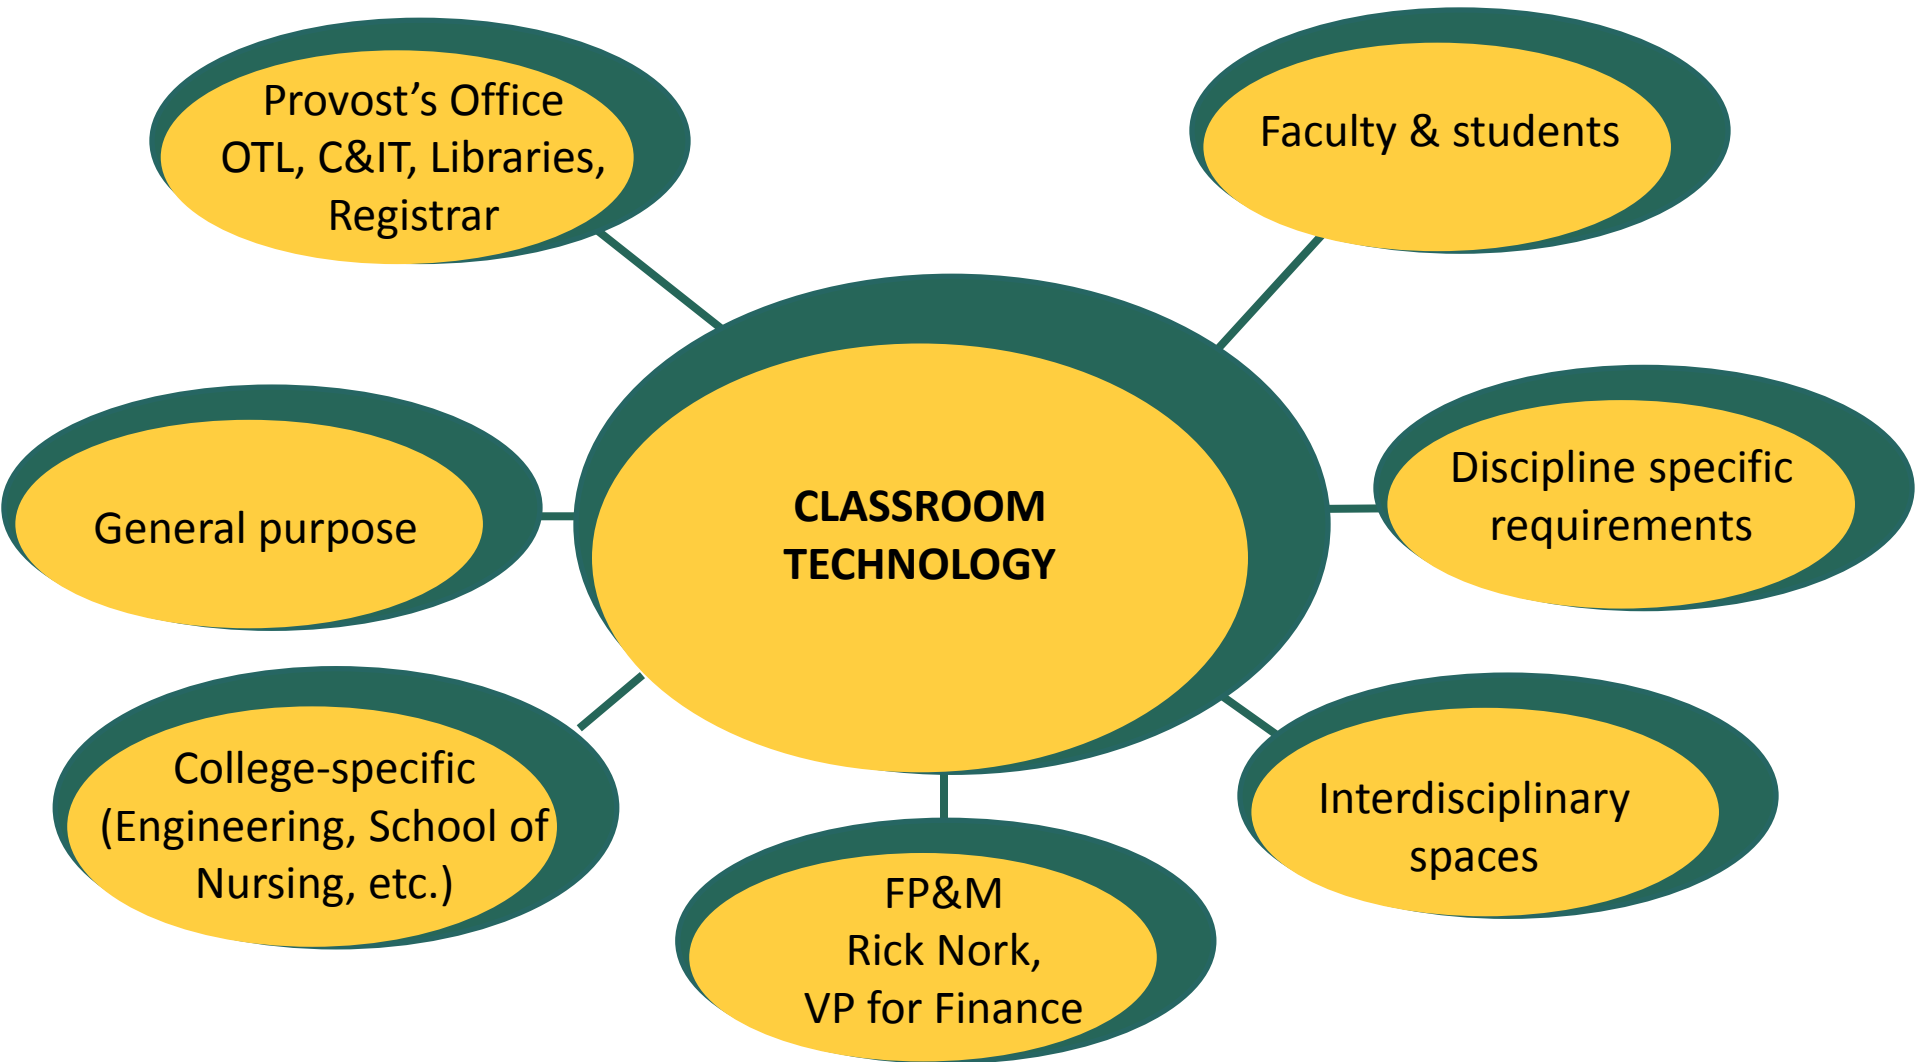 Provost’s Office
OTL, C&IT, Libraries,
Registrar
Faculty & students
General purpose
CLASSROOM
TECHNOLOGY
Discipline specific
requirements
College-specific
(Engineering, School of
Nursing, etc.)
FP&M
Rick Nork,
VP for Finance
Interdisciplinary
spaces